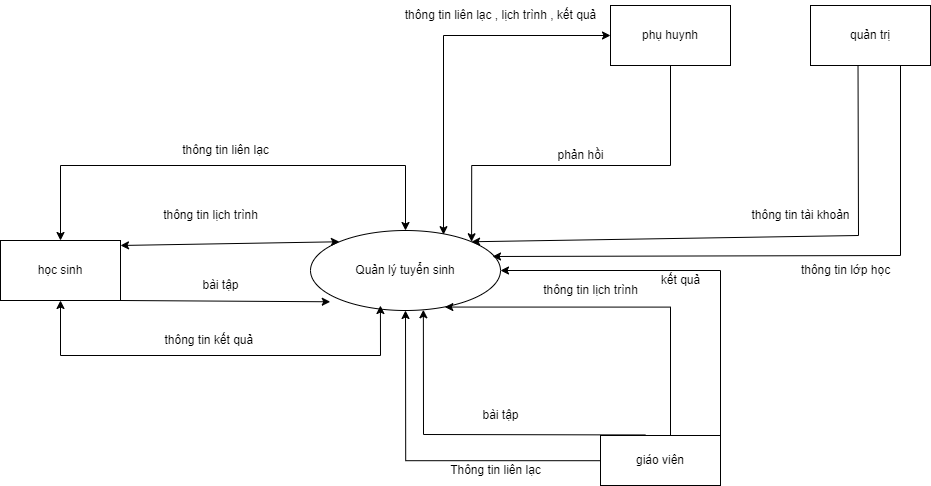 thông tin liên lạc , lịch trình , kết quả
phụ huynh
quản trị
thông tin liên lạc
phản hồi
thông tin lịch trình
thông tin tài khoản
học sinh
Quản lý tuyển sinh
thông tin lớp học
bài tập
kết quả
thông tin lịch trình
thông tin kết quả
bài tập
giáo viên
Thông tin liên lạc